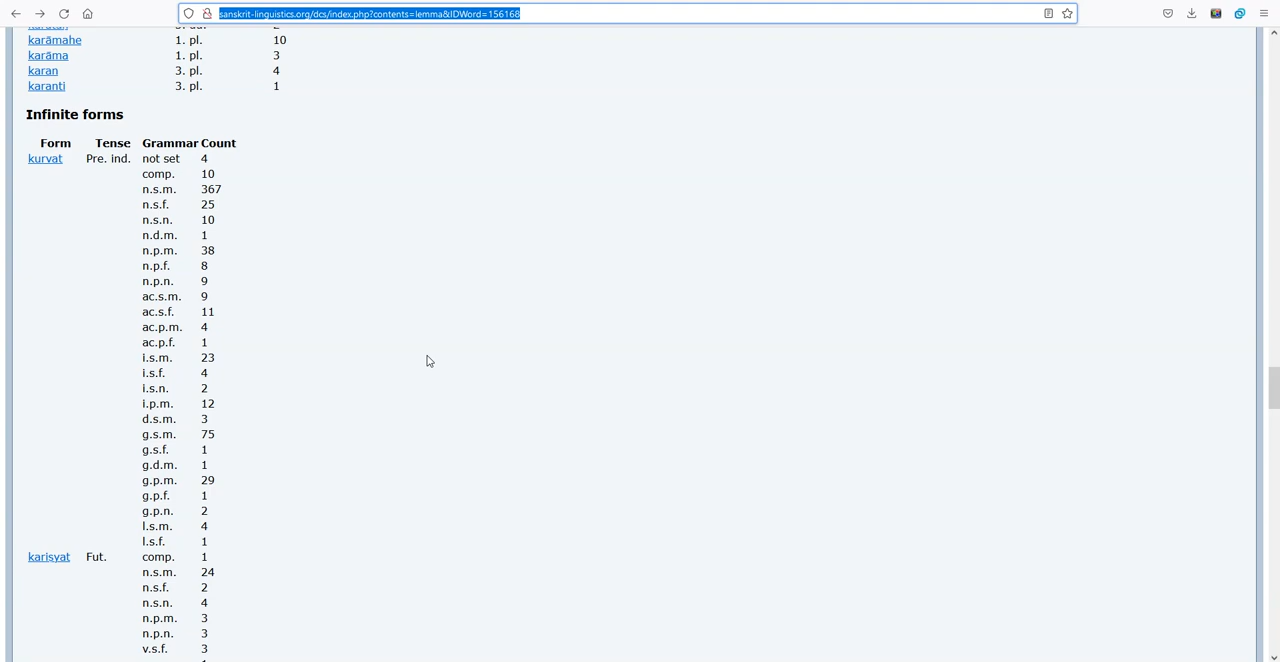 sanskrit-linguistics.org/dcs/index.php?contents=lemma&IDWord=156168
karāmahe 1. pl. 10
karāma 1. pl. 3
karan 3. pl. 4
karanti 3. pl. 1
Infinite forms
Form Tense Grammar Count
kurvat Pre. ind. not set 4
comp. 10
n.s.m. 367
n.s.f. 25
n.s.n. 10
n.d.m. 1
n.p.m. 38
n.p.f. 8
n.p.n. 9
ac.s.m. 9
ac.s.f. 11
ac.p.m. 4
ac.p.f. 1
i.s.m. 23
i.s.f. 4
i.s.n. 2
i.p.m. 12
d.s.m. 3
g.s.m. 75
g.s.f. 1
g.d.m. 1
g.p.m. 29
g.p.f. 1
g.p.n. 2
l.s.m. 4
l.s.f. 1
kariṣyat Fut. comp. 1
n.s.m. 24
n.s.f. 2
n.s.n. 4
n.p.m. 3
n.p.n. 3
v.s.f. 3